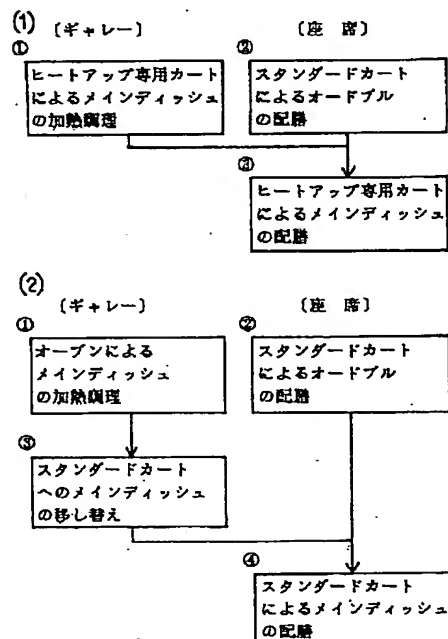 (1)
〔ギャレー〕 〔座 席〕
① ②
ヒートアップ専用カート
によるメインディッシュ
の加熱調理
スタンダードカート
によるオードブル
の配膳
③
ヒートアップ専用カート
によるメインディッシュ
の配膳
(2)
〔ギャレー〕 〔座 席〕
① ②
オーブンによる
メインディッシュ
の加熱調理
スタンダードカート
によるオードブル
の配膳
③
スタンダードカート
へのメインディッシュ
の移し替え
④
スタンダードカート
によるメインディッシュ
の配膳